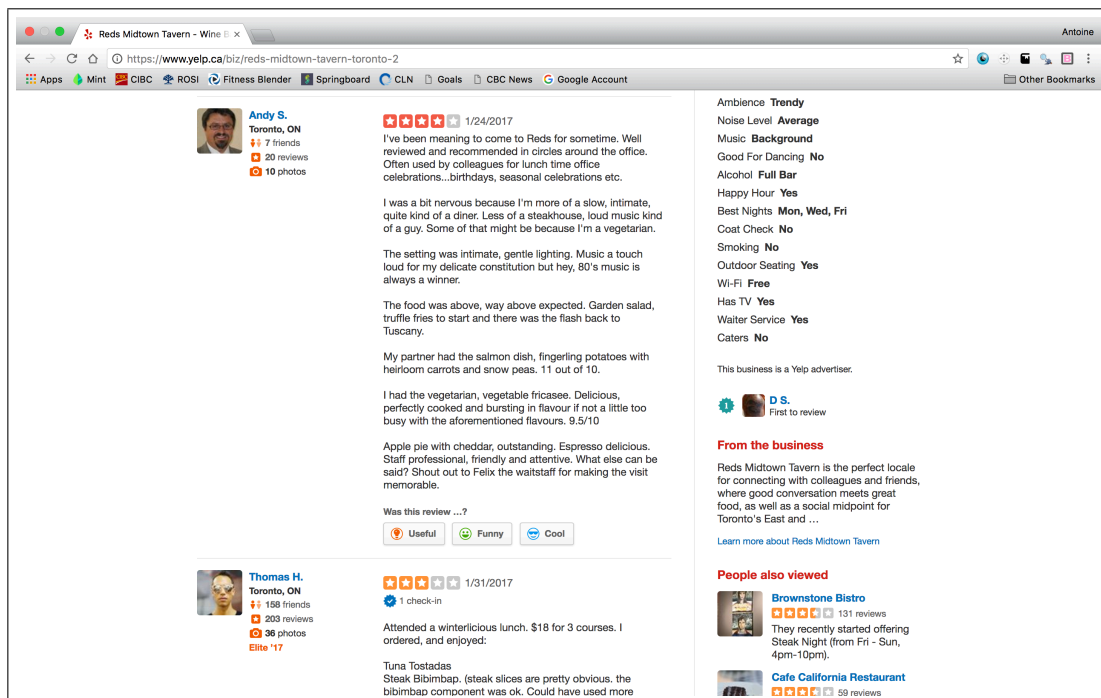 Reds Midtown Tavern - Wine B
Antoine
https://www.yelp.ca/biz/reds-midtown-tavern-toronto-2
Apps Mint CIBC ROSI Fitness Blender Springboard CLN Goals CBC News Google Account Other Bookmarks
Andy S.
Toronto, ON
7 friends
20 reviews
10 photos
1/24/2017
I've been meaning to come to Reds for sometime. Well
reviewed and recommended in circles around the office.
Often used by colleagues for lunch time office
celebrations...birthdays, seasonal celebrations etc.
I was a bit nervous because I'm more of a slow, intimate,
quite kind of a diner. Less of a steakhouse, loud music kind
of a guy. Some of that might be because I'm a vegetarian.
The setting was intimate, gentle lighting. Music a touch
loud for my delicate constitution but hey, 80's music is
always a winner.
The food was above, way above expected. Garden salad,
truffle fries to start and there was the flash back to
Tuscany.
My partner had the salmon dish, fingerling potatoes with
heirloom carrots and snow peas. 11 out of 10.
I had the vegetarian, vegetable fricasee. Delicious,
perfectly cooked and bursting in flavour if not a little too
busy with the aforementioned flavours. 9.5/10
Apple pie with cheddar, outstanding. Espresso delicious.
Staff professional, friendly and attentive. What else can be
said? Shout out to Felix the waitstaff for making the visit
memorable.
Was this review ...?
Useful Funny Cool
Thomas H.
Toronto, ON
158 friends
203 reviews
36 photos
Elite '17
1/31/2017
1 check-in
Attended a winterlicious lunch. $18 for 3 courses. I
ordered, and enjoyed:
Tuna Tostadas
Steak Bibimbap. (steak slices are pretty obvious. the
bibimbap component was ok. Could have used more
Ambience Trendy
Noise Level Average
Music Background
Good For Dancing No
Alcohol Full Bar
Happy Hour Yes
Best Nights Mon, Wed, Fri
Coat Check No
Smoking No
Outdoor Seating Yes
Wi-Fi Free
Has TV Yes
Waiter Service Yes
Caters No
This business is a Yelp advertiser.
1
D S.
First to review
From the business
Reds Midtown Tavern is the perfect locale
for connecting with colleagues and friends,
where good conversation meets great
food, as well as a social midpoint for
Toronto's East and …
Learn more about Reds Midtown Tavern
People also viewed
Brownstone Bistro
131 reviews
They recently started offering
Steak Night (from Fri - Sun,
4pm-10pm).
Cafe California Restaurant
59 reviews